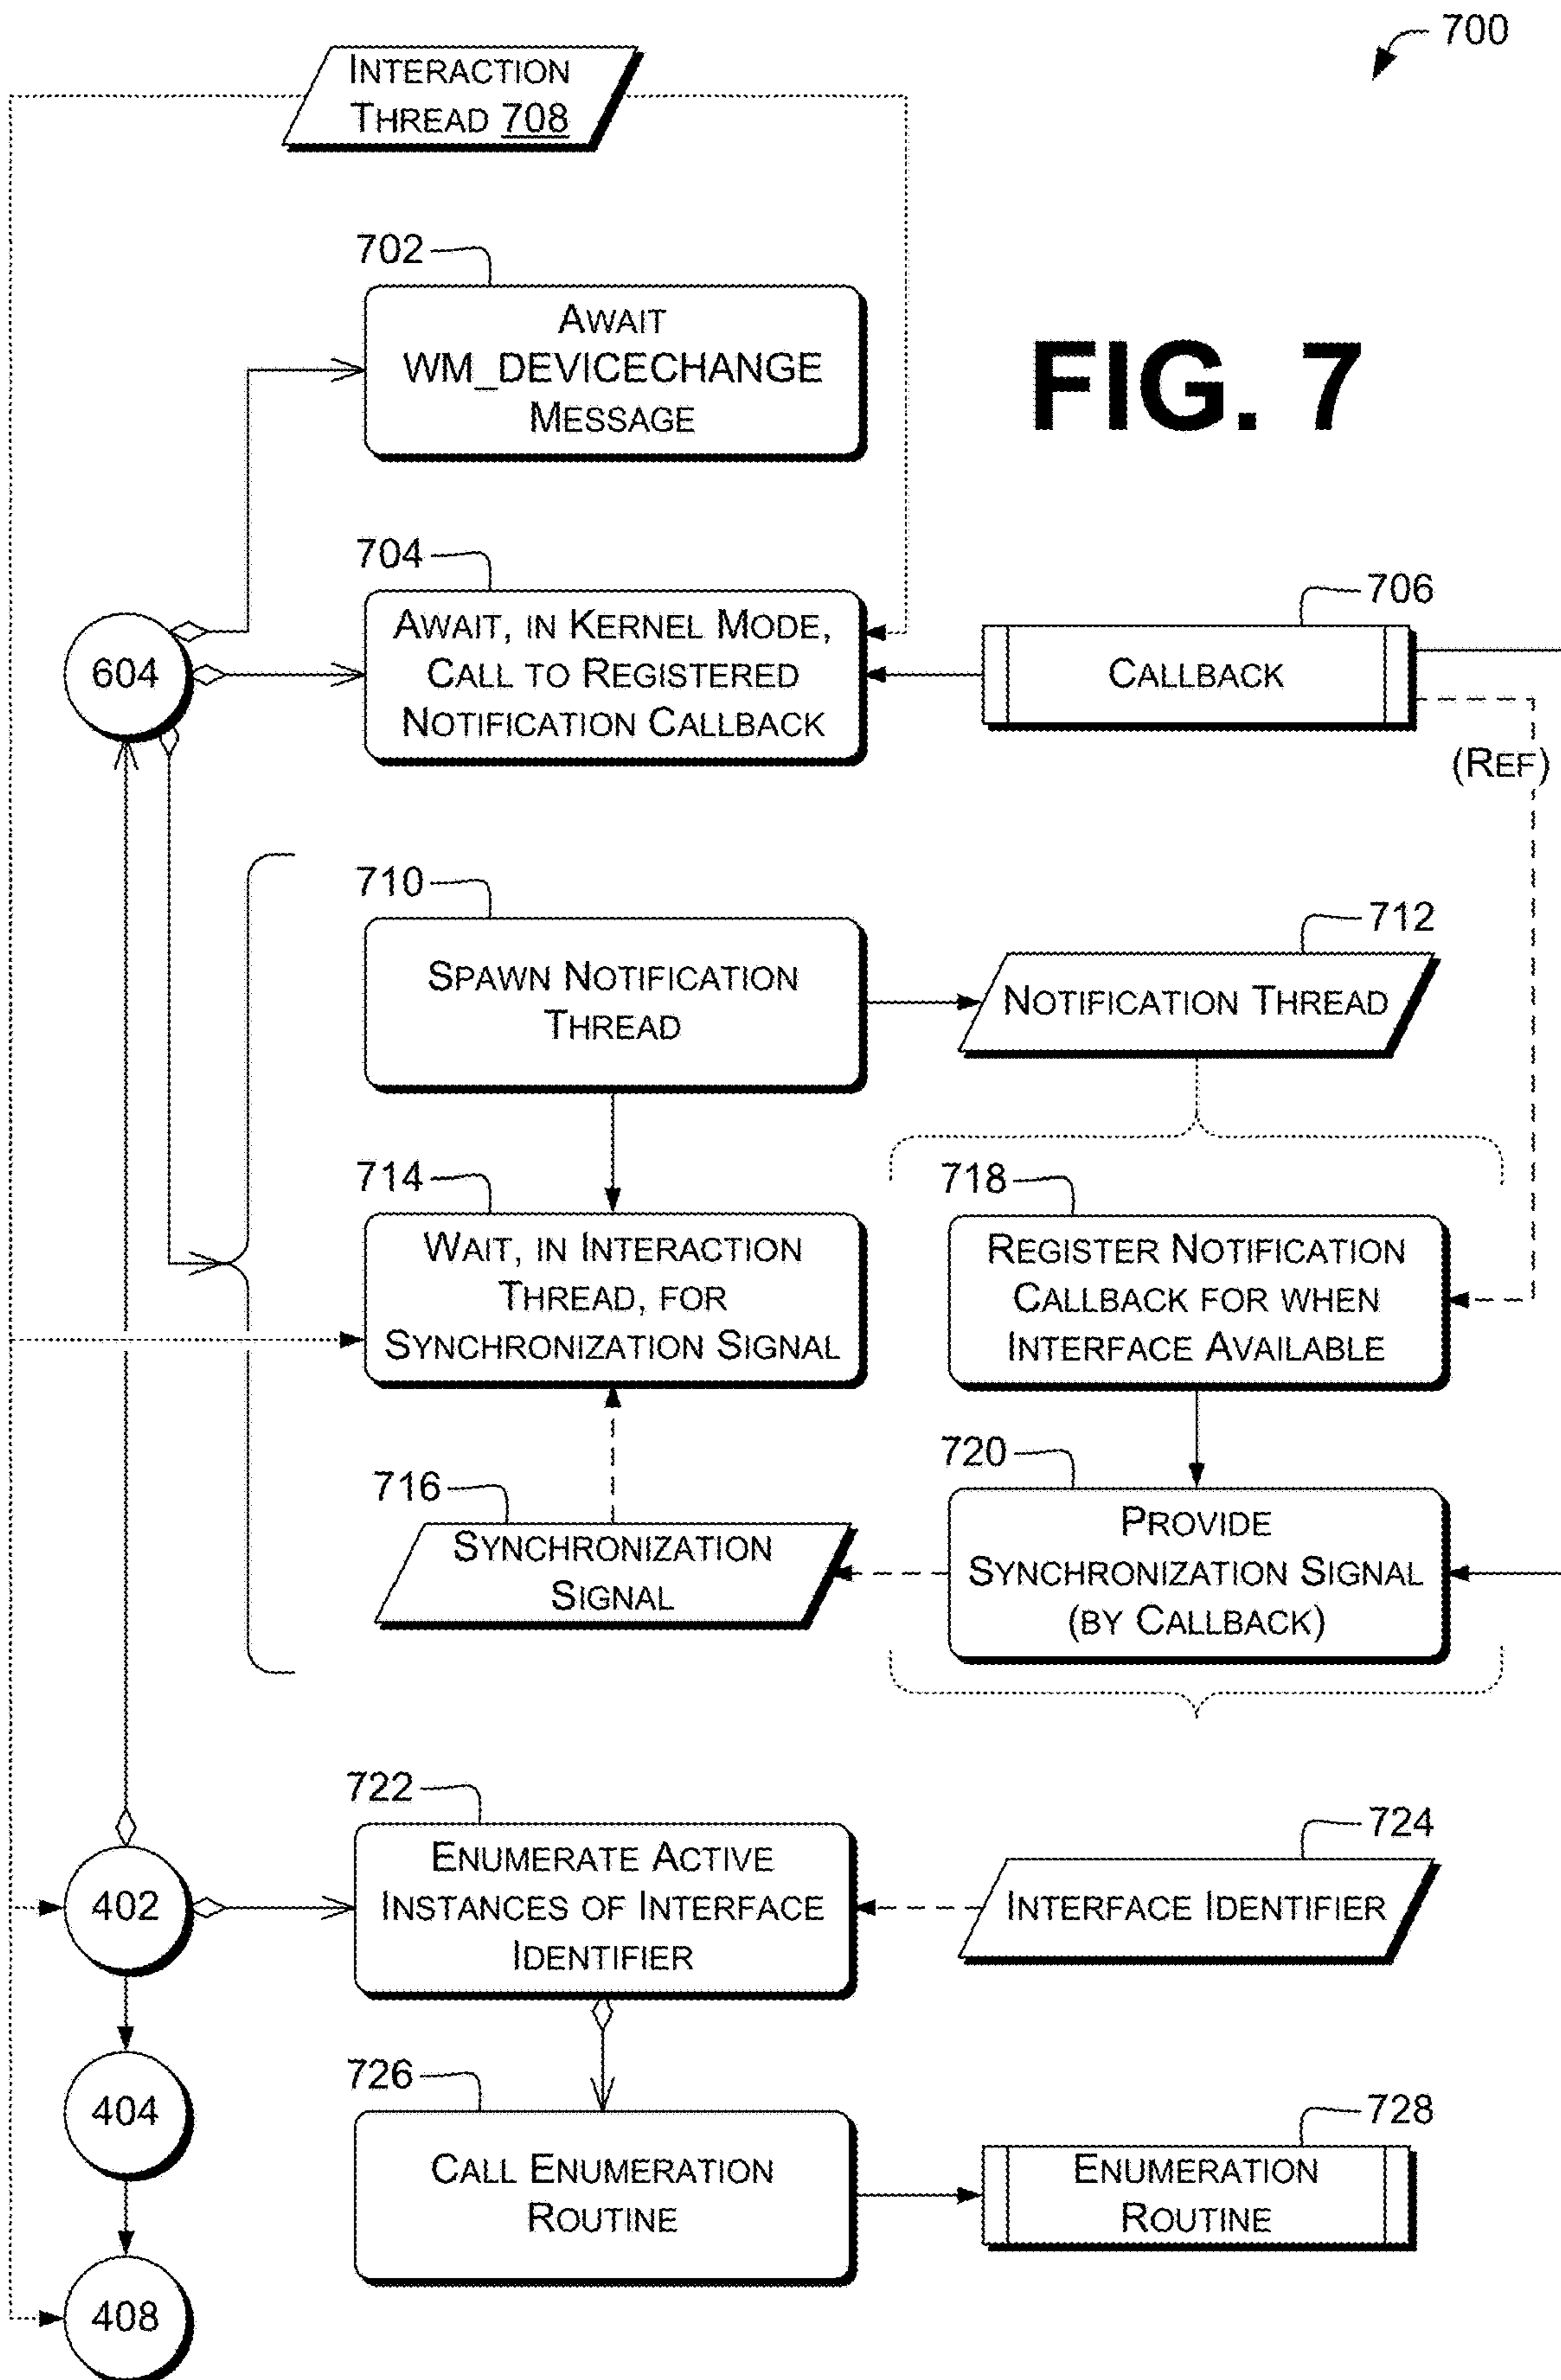 700
INTERACTION
THREAD 708
702
AWAIT
WM_DEVICECHANGE
MESSAGE
FIG. 7
704
AWAIT, IN KERNEL MODE,
CALL TO REGISTERED
NOTIFICATION CALLBACK
706
CALLBACK
604
(REF)
710
SPAWN NOTIFICATION
THREAD
712
NOTIFICATION THREAD
714
WAIT, IN INTERACTION
THREAD, FOR
SYNCHRONIZATION SIGNAL
718
REGISTER NOTIFICATION
CALLBACK FOR WHEN
INTERFACE AVAILABLE
716
SYNCHRONIZATION
SIGNAL
720
PROVIDE
SYNCHRONIZATION SIGNAL
(BY CALLBACK)
722
ENUMERATE ACTIVE
INSTANCES OF INTERFACE
IDENTIFIER
724
INTERFACE IDENTIFIER
402
726
CALL ENUMERATION
ROUTINE
728
ENUMERATION
ROUTINE
404
408